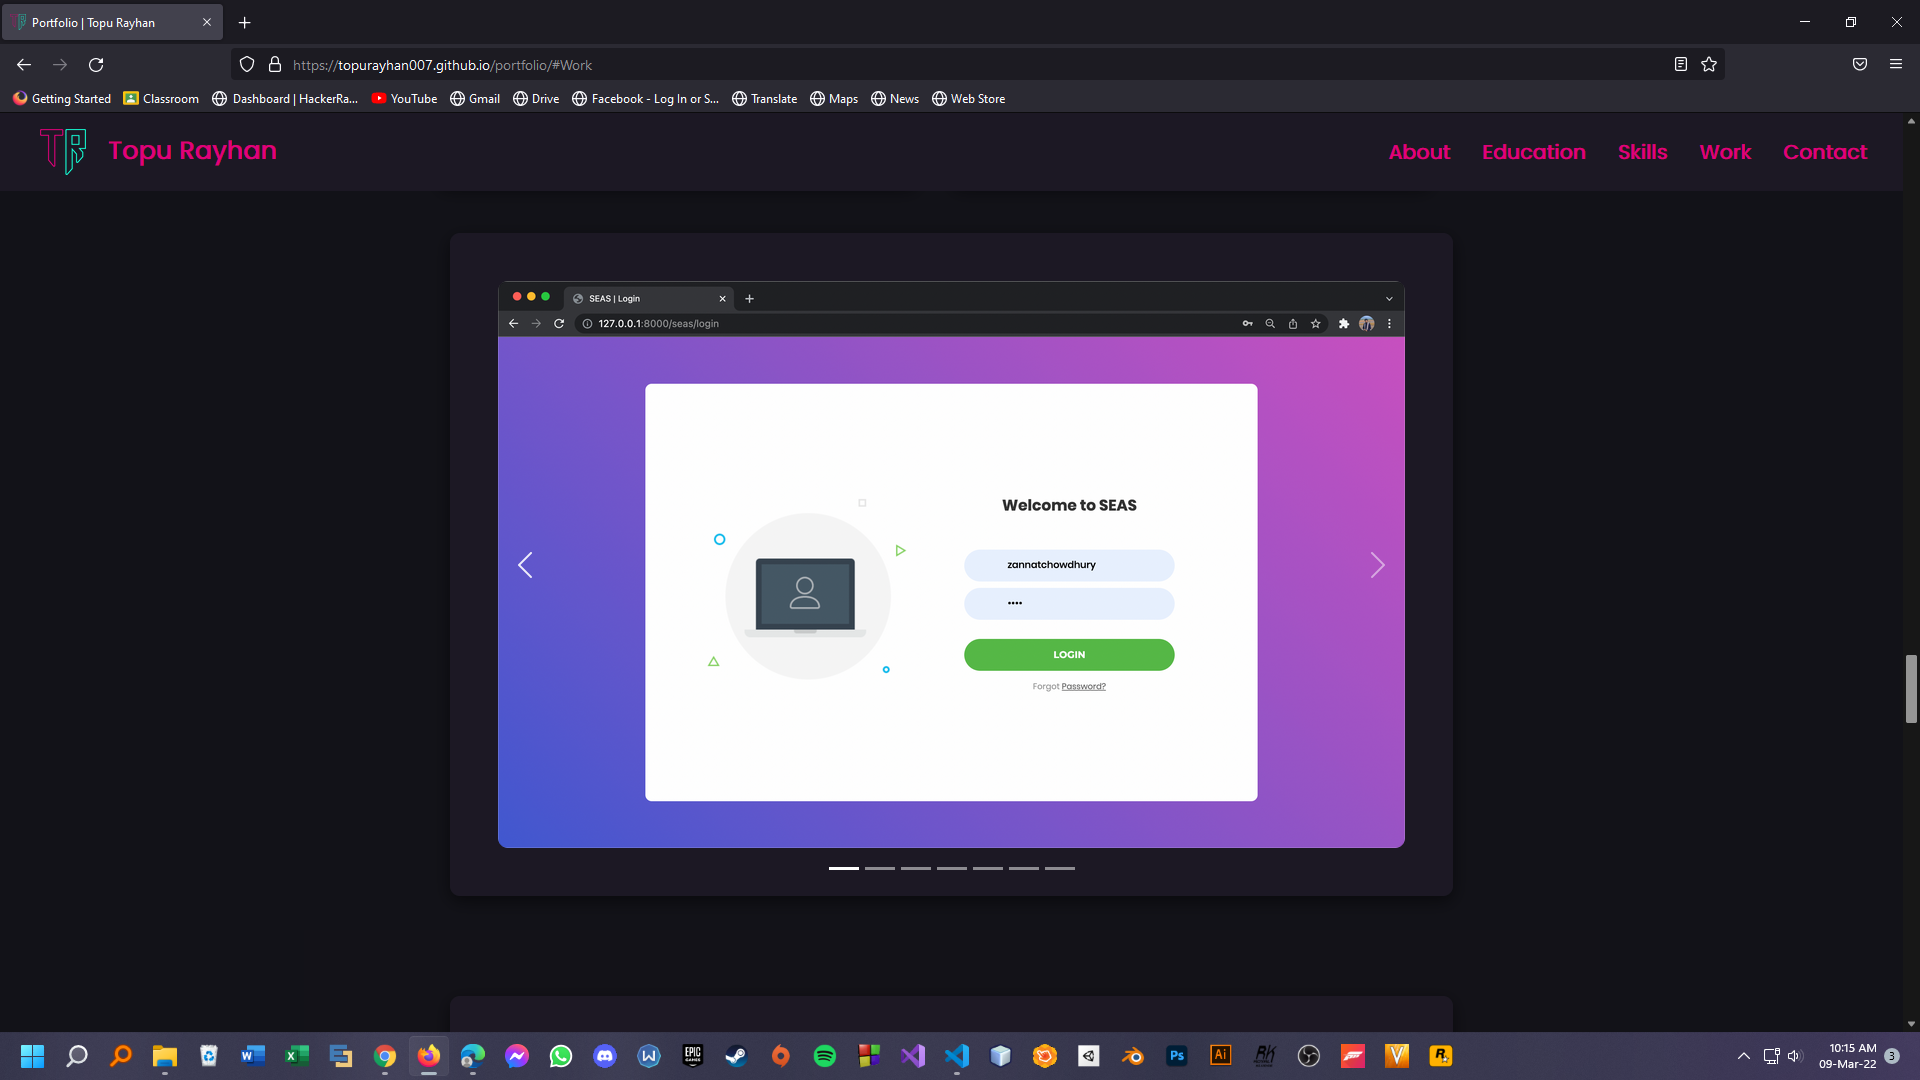 Portfolio | Topu Rayhan
https://topurayhan007.github.io/portfolio/#Work
Getting Started Classroom Dashboard | HackerRa... YouTube Gmail Drive Facebook - Log In or S... Translate Maps News Web Store
TR Topu Rayhan About Education Skills Work Contact
SEAS | Login
127.0.0.1:8000/seas/login
Welcome to SEAS
zannatchowdhury
••••
LOGIN
Forgot Password?
10:15 AM
09-Mar-22
3